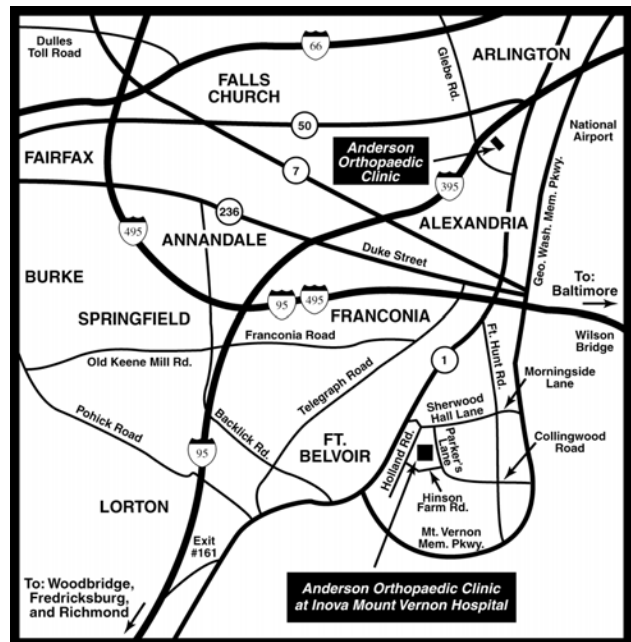 Dulles
Toll Road
66
ARLINGTON
FALLS
CHURCH
Glebe Rd.
50
National
Airport
Anderson
Orthopaedic
Clinic
FAIRFAX
7
395
236
ALEXANDRIA
Geo. Wash. Mem. Pkwy.
495
ANNANDALE
Duke Street
BURKE
To:
Baltimore
95
495
SPRINGFIELD
FRANCONIA
Wilson
Bridge
Franconia Road
Old Keene Mill Rd.
1
Ft. Hunt Rd.
Morningside
Lane
Telegraph Road
Sherwood
Hall Lane
Pohick Road
Backlick Rd.
FT.
BELVOIR
Holland Rd.
Parker's
Lane
Collingwood
Road
95
Hinson
Farm Rd.
LORTON
Mt. Vernon
Mem. Pkwy.
Exit
#161
To: Woodbridge,
Fredricksburg,
and Richmond
Anderson Orthopaedic Clinic
at Inova Mount Vernon Hospital